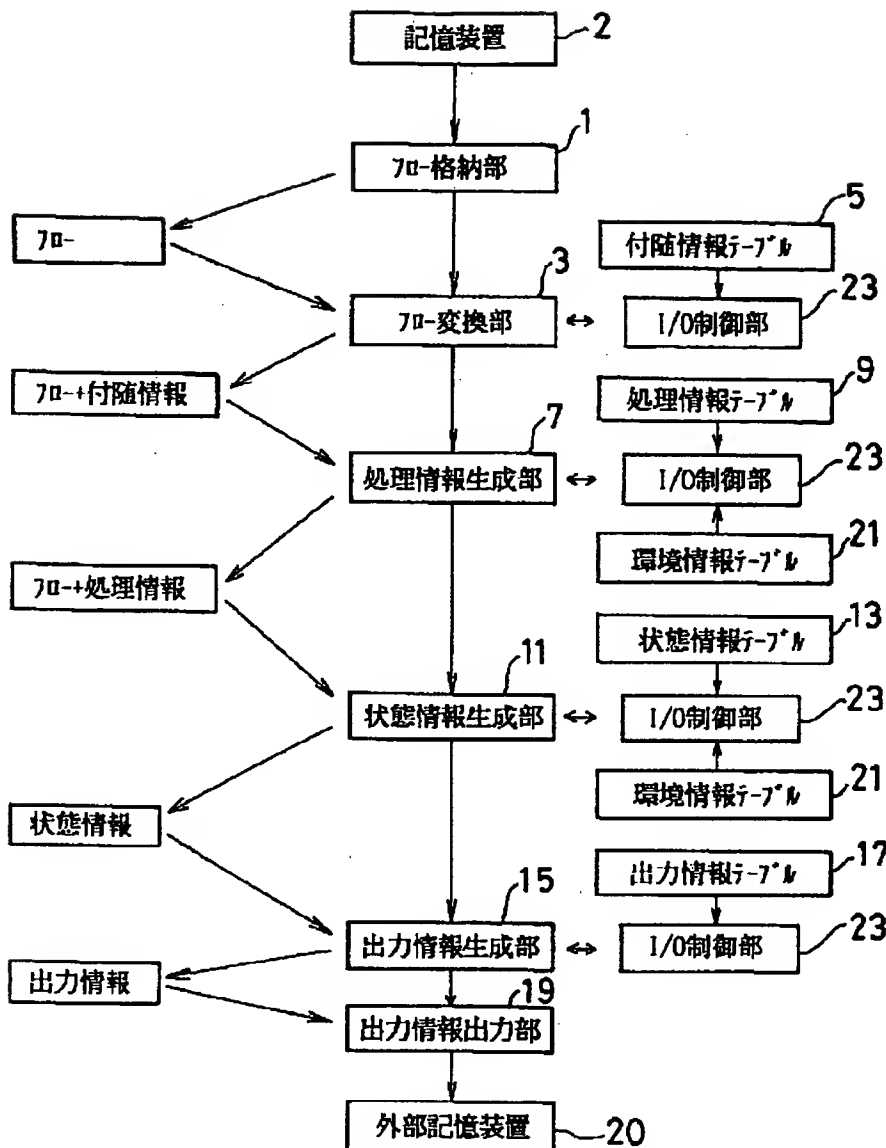 記憶装置
2
1
フロー格納部
5
フロー
付随情報テーブル
3
23
フロー変換部
I/O制御部
9
フロー+付随情報
処理情報テーブル
7
23
処理情報生成部
I/O制御部
21
環境情報テーブル
フロー+処理情報
13
状態情報テーブル
11
23
状態情報生成部
I/O制御部
21
環境情報テーブル
状態情報
17
出力情報テーブル
15
23
出力情報生成部
I/O制御部
出力情報
19
出力情報出力部
外部記憶装置
20